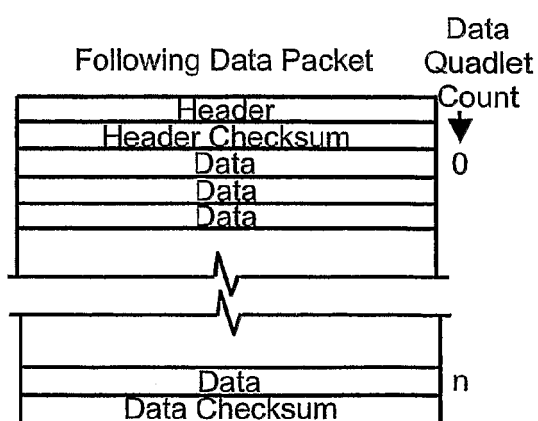 Following Data Packet
Data
Quadlet
Count
Header
Header Checksum
Data
0
Data
Data
Data
n
Data Checksum